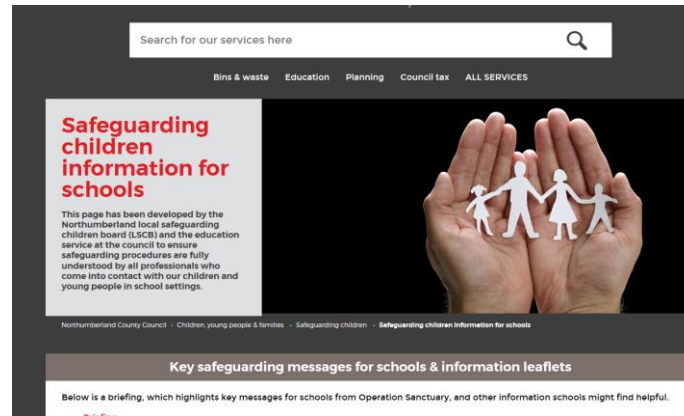 Search for our services here
Bins & waste Education Planning Council tax ALL SERVICES
Safeguarding
children
information for
schools
This page has been developed by the
Northumberland local safeguarding
children board (LSCB) and the education
service at the council to ensure
safeguarding procedures are fully
understood by all professionals who
come into contact with our children and
young people in school settings.
Northumberland County Council › Children, young people & families › Safeguarding children › Safeguarding children information for schools
Key safeguarding messages for schools & information leaflets
Below is a briefing, which highlights key messages for schools from Operation Sanctuary, and other information schools might find helpful.
Briefing